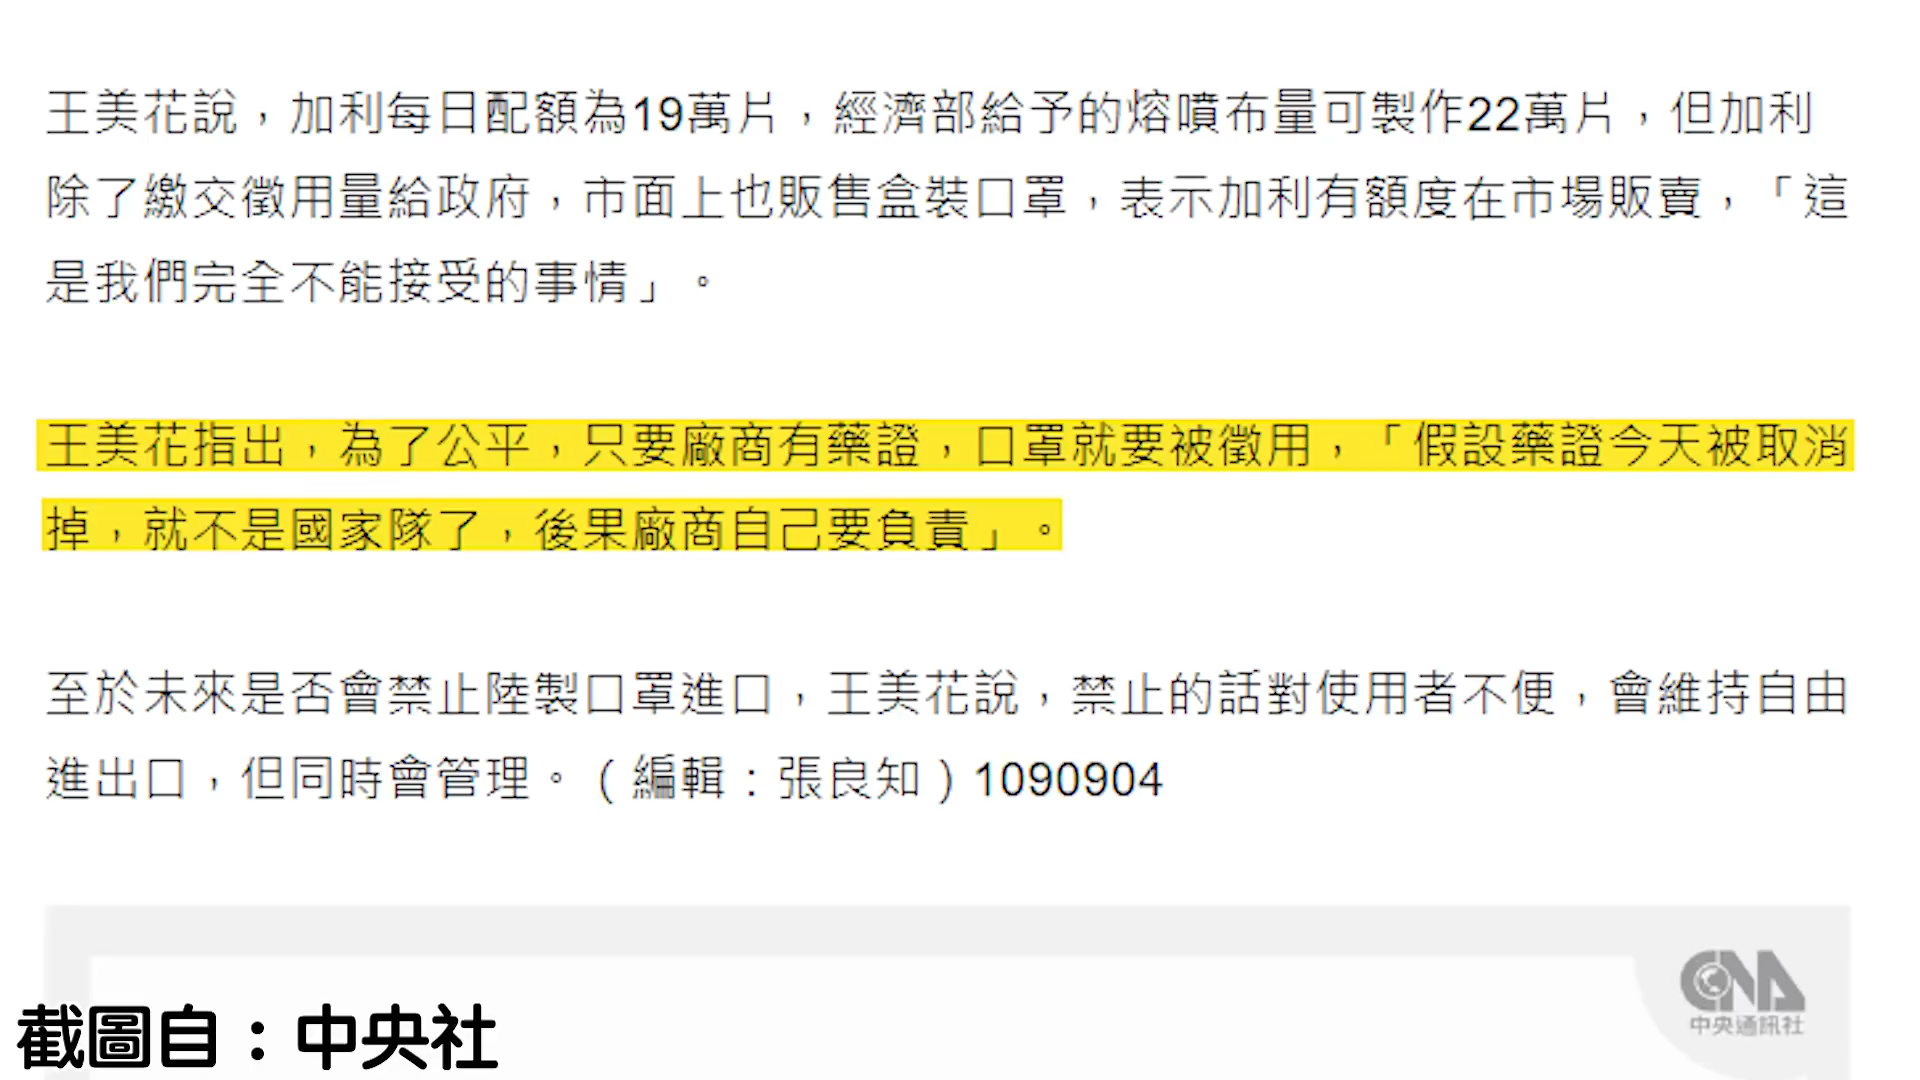 王美花說，加利每日配額為19萬片，經濟部給予的熔噴布量可製作22萬片，但加利
除了繳交徵用量給政府，市面上也販售盒裝口罩，表示加利有額度在市場販賣，「這
是我們完全不能接受的事情」。
王美花指出，為了公平，只要廠商有藥證，口罩就要被徵用，「假設藥證今天被取消
掉，就不是國家隊了，後果廠商自己要負責」。
至於未來是否會禁止陸製口罩進口，王美花說，禁止的話對使用者不便，會維持自由
進出口，但同時會管理。（編輯：張良知）1090904
CNA
中央通訊社
截圖自：中央社